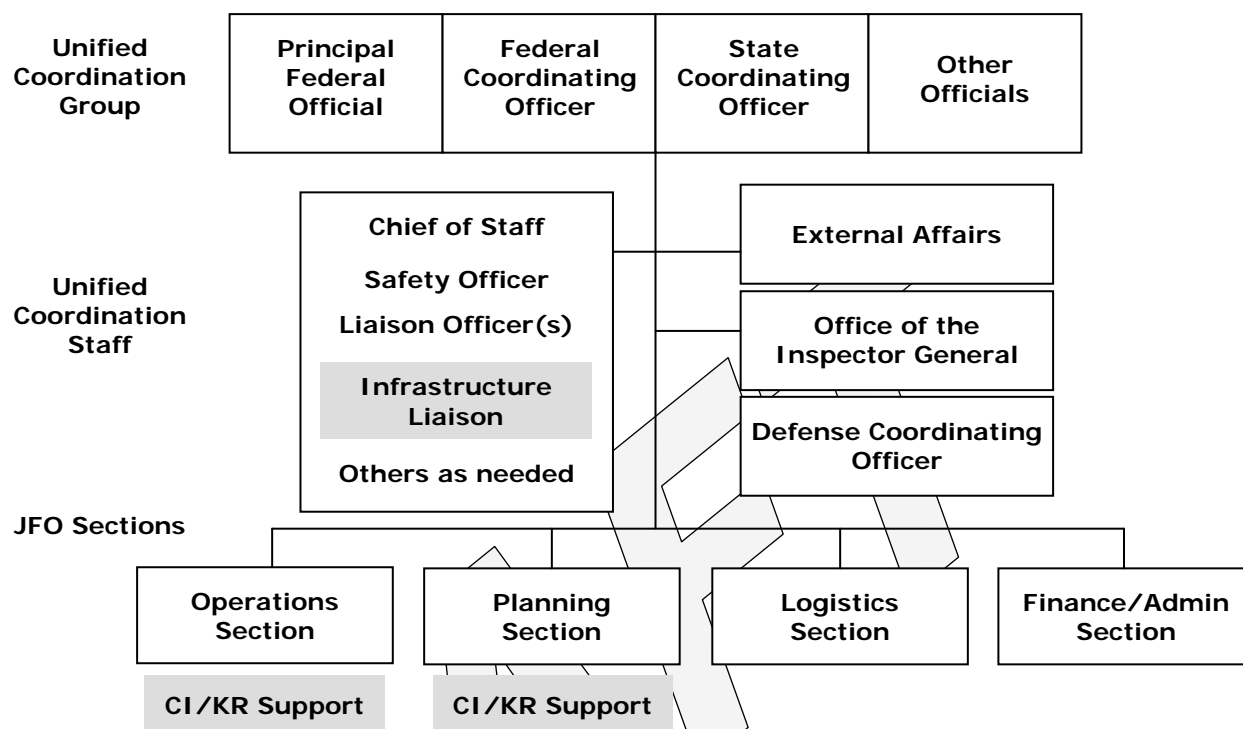 Unified
Coordination
Group
Principal
Federal
Official
Federal
Coordinating
Officer
State
Coordinating
Officer
Other
Officials
Unified
Coordination
Staff
Chief of Staff
Safety Officer
Liaison Officer(s)
Infrastructure
Liaison
Others as needed
External Affairs
Office of the
Inspector General
Defense Coordinating
Officer
JFO Sections
Operations
Section
Planning
Section
Logistics
Section
Finance/Admin
Section
CI/KR Support
CI/KR Support